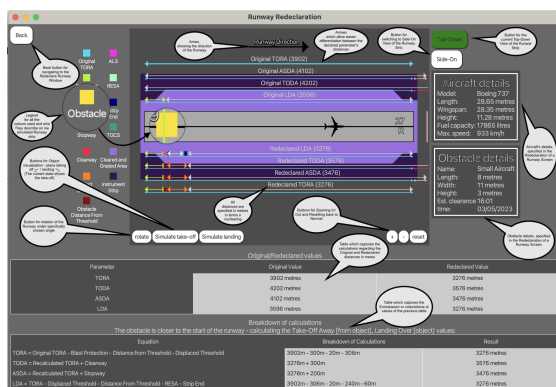 Runway Redeclaration
Back
Original TORA
ALS
RESA
Strip End
TOCS
Stopway
Clearway
Cleared and Graded Area
Instrument Strip
Obstacle Distance From Threshold
Obstacle
Back button for navigating to the Redeclare Runway Window
Legend for all the colours used and what They describe on the simulated Runway
Buttons for Object visualisation - plane taking off
(The current state shows the take-off)
Button for rotation of the Runway under specifically chosen angle
Arrow, showing the direction of the Runway
Runway Direction
Arrows, which allow easier differentiation between the declared parameter's distances
Button for switching to Side-On View of the Runway Strip
Button for the current Top-Down View of the Runway Strip
Top-Down
Side-On
Original TORA (3902)
Original ASDA (4102)
Original TODA (4202)
Original LDA (3596)
Redeclared LDA (3276)
Redeclared TODA (3576)
Redeclared ASDA (3476)
Redeclared TORA (3276)
Aircraft details
Model: Boeing 737
Length: 28.65 metres
Wingspan: 28.35 metres
Height: 11.28 metres
Fuel capacity: 17865 litres
Max. speed: 933 km/h
Aircraft's details, specified in the Redeclaration of a Runway Screen
Obstacle details
Name: Small Aircraft
Length: 8 metres
Width: 11 metres
Height: 3 metres
Est. clearance time: 16:01 03/05/2023
Obstacle details, specified in the Redeclaration of a Runway Screen
All distances are specified in metres in terms a numbering
Buttons for Zooming In/Out and Resetting back to Normal
rotate
Simulate take-off
Simulate landing
+
-
reset
Table which captures the calculations regarding the Original and Redeclared distances in metres
Original/Redeclared values
Parameter Original Value Redeclared Value
TORA 3902 metres 3276 metres
TODA 4202 metres 3576 metres
ASDA 4102 metres 3476 metres
LDA 3596 metres 3276 metres
Table which captures the values of the previous table
Breakdown of calculations
The obstacle is closer to the start of the runway - calculating the Take-Off Away [from object], Landing Over [object] values:
Equation Breakdown of Calculations Result
TORA = Original TORA - Blast Protection - Distance from Threshold - Displaced Threshold 3902m - 300m - 20m - 306m 3276 metres
TODA = Recalculated TORA + Clearway 3276m + 300m 3576 metres
ASDA = Recalculated TORA + Stopway 3276m + 200m 3476 metres
LDA = TORA - Displaced Threshold - Distance From Threshold - RESA - Strip End 3902m - 306m - 20m - 240m - 60m 3276 metres